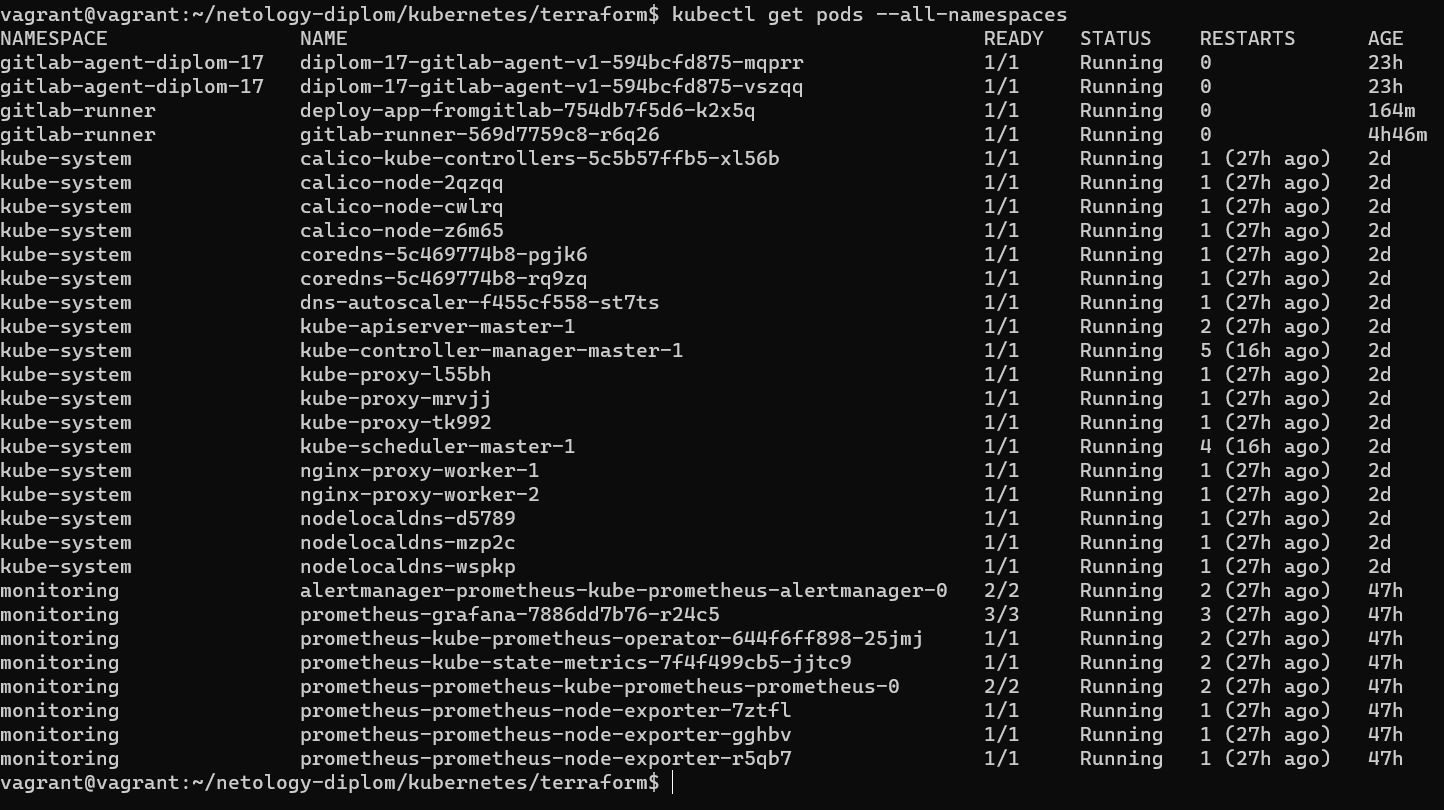 vagrant@vagrant:~/netology-diplom/kubernetes/terraform$ kubectl get pods --all-namespaces
NAMESPACE NAME READY STATUS RESTARTS AGE
gitlab-agent-diplom-17 diplom-17-gitlab-agent-v1-594bcfd875-mqprr 1/1 Running 0 23h
gitlab-agent-diplom-17 diplom-17-gitlab-agent-v1-594bcfd875-vszqq 1/1 Running 0 23h
gitlab-runner deploy-app-fromgitlab-754db7f5d6-k2x5q 1/1 Running 0 164m
gitlab-runner gitlab-runner-569d7759c8-r6q26 1/1 Running 0 4h46m
kube-system calico-kube-controllers-5c5b57ffb5-xl56b 1/1 Running 1 (27h ago) 2d
kube-system calico-node-2qzqq 1/1 Running 1 (27h ago) 2d
kube-system calico-node-cwlrq 1/1 Running 1 (27h ago) 2d
kube-system calico-node-z6m65 1/1 Running 1 (27h ago) 2d
kube-system coredns-5c469774b8-pgjk6 1/1 Running 1 (27h ago) 2d
kube-system coredns-5c469774b8-rq9zq 1/1 Running 1 (27h ago) 2d
kube-system dns-autoscaler-f455cf558-st7ts 1/1 Running 1 (27h ago) 2d
kube-system kube-apiserver-master-1 1/1 Running 2 (27h ago) 2d
kube-system kube-controller-manager-master-1 1/1 Running 5 (16h ago) 2d
kube-system kube-proxy-l55bh 1/1 Running 1 (27h ago) 2d
kube-system kube-proxy-mrvjj 1/1 Running 1 (27h ago) 2d
kube-system kube-proxy-tk992 1/1 Running 1 (27h ago) 2d
kube-system kube-scheduler-master-1 1/1 Running 4 (16h ago) 2d
kube-system nginx-proxy-worker-1 1/1 Running 1 (27h ago) 2d
kube-system nginx-proxy-worker-2 1/1 Running 1 (27h ago) 2d
kube-system nodelocaldns-d5789 1/1 Running 1 (27h ago) 2d
kube-system nodelocaldns-mzp2c 1/1 Running 1 (27h ago) 2d
kube-system nodelocaldns-wspkp 1/1 Running 1 (27h ago) 2d
monitoring alertmanager-prometheus-kube-prometheus-alertmanager-0 2/2 Running 2 (27h ago) 47h
monitoring prometheus-grafana-7886dd7b76-r24c5 3/3 Running 3 (27h ago) 47h
monitoring prometheus-kube-prometheus-operator-644f6ff898-25jmj 1/1 Running 2 (27h ago) 47h
monitoring prometheus-kube-state-metrics-7f4f499cb5-jjtc9 1/1 Running 2 (27h ago) 47h
monitoring prometheus-prometheus-kube-prometheus-prometheus-0 2/2 Running 2 (27h ago) 47h
monitoring prometheus-prometheus-node-exporter-7ztfl 1/1 Running 1 (27h ago) 47h
monitoring prometheus-prometheus-node-exporter-gghbv 1/1 Running 1 (27h ago) 47h
monitoring prometheus-prometheus-node-exporter-r5qb7 1/1 Running 1 (27h ago) 47h
vagrant@vagrant:~/netology-diplom/kubernetes/terraform$